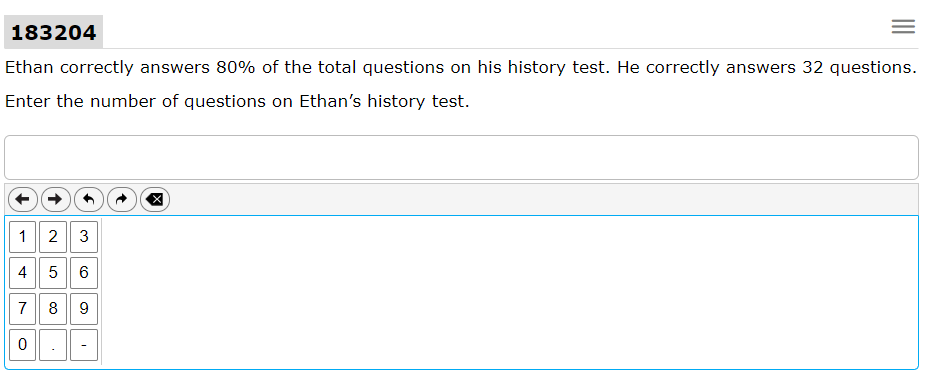 183204
Ethan correctly answers 80% of the total questions on his history test. He correctly answers 32 questions.
Enter the number of questions on Ethan’s history test.
1 2 3
4 5 6
7 8 9
0 . -